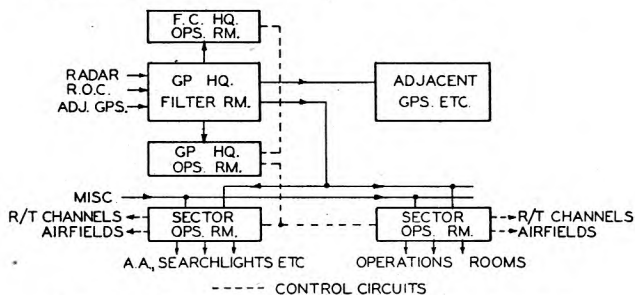 F.C. HQ.
OPS. RM.
RADAR
R.O.C.
ADJ. GPS.
GP HQ.
FILTER RM.
ADJACENT
GPS. ETC.
GP HQ.
OPS. RM.
MISC
R/T CHANNELS
AIRFIELDS
SECTOR
OPS. RM.
SECTOR
OPS. RM.
R/T CHANNELS
AIRFIELDS
A.A., SEARCHLIGHTS ETC
OPERATIONS ROOMS
CONTROL CIRCUITS